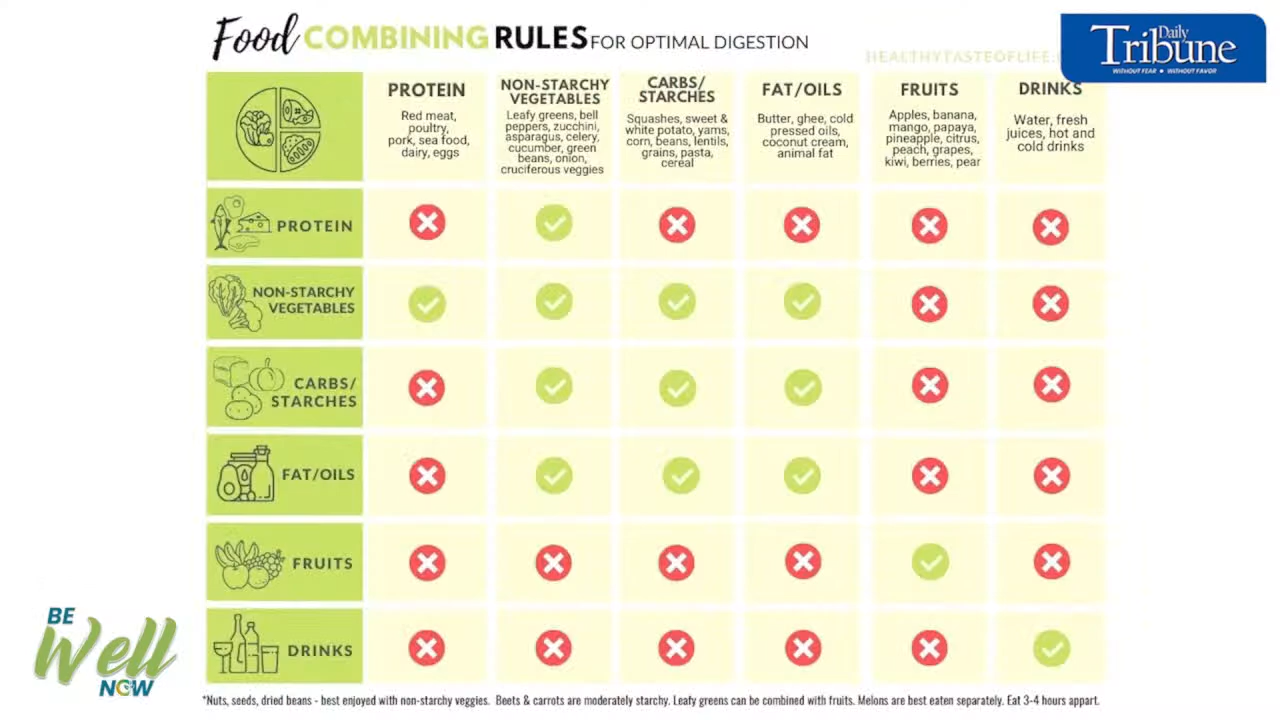 Food COMBINING RULES FOR OPTIMAL DIGESTION
HEALTHYTASTEOFLIFE.
Daily
Tribune
WITHOUT FEAR • WITHOUT FAVOR
PROTEIN
Red meat,
poultry,
pork, sea food,
dairy, eggs
NON-STARCHY
VEGETABLES
Leafy greens, bell
peppers, zucchini,
asparagus, celery,
cucumber, green
beans, onion,
cruciferous veggies
CARBS/
STARCHES
Squashes, sweet &
white potato, yams,
corn, beans, lentils,
grains, pasta,
cereal
FAT/OILS
Butter, ghee, cold
pressed oils,
coconut cream,
animal fat
FRUITS
Apples, banana,
mango, papaya,
pineapple, citrus,
peach, grapes,
kiwi, berries, pear
DRINKS
Water, fresh
juices, hot and
cold drinks
PROTEIN
NON-STARCHY
VEGETABLES
CARBS/
STARCHES
FAT/OILS
FRUITS
DRINKS
BE
Well
NOW
*Nuts, seeds, dried beans - best enjoyed with non-starchy veggies. Beets & carrots are moderately starchy. Leafy greens can be combined with fruits. Melons are best eaten separately. Eat 3-4 hours appart.